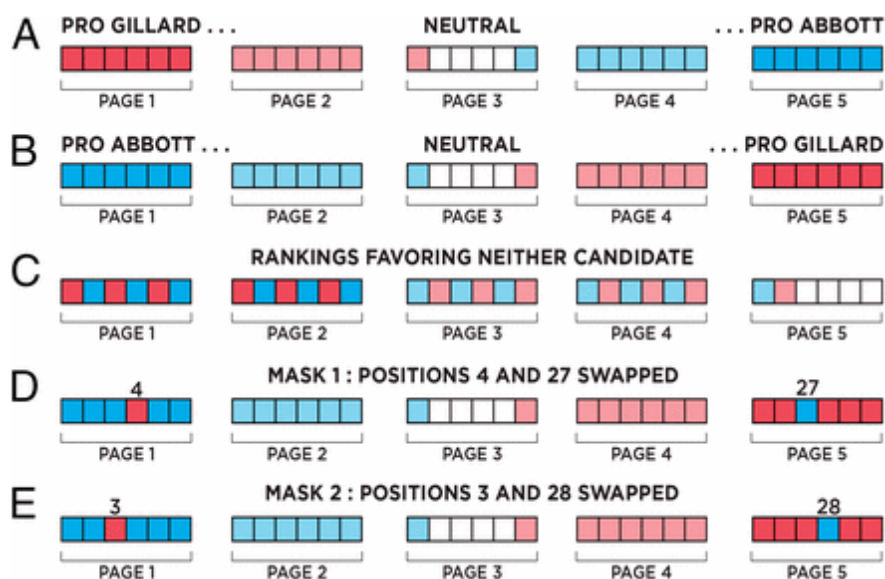 A PRO GILLARD . . . NEUTRAL . . . PRO ABBOTT
PAGE 1 PAGE 2 PAGE 3 PAGE 4 PAGE 5
B PRO ABBOTT . . . NEUTRAL . . . PRO GILLARD
PAGE 1 PAGE 2 PAGE 3 PAGE 4 PAGE 5
C RANKINGS FAVORING NEITHER CANDIDATE
PAGE 1 PAGE 2 PAGE 3 PAGE 4 PAGE 5
D MASK 1 : POSITIONS 4 AND 27 SWAPPED
4 27
PAGE 1 PAGE 2 PAGE 3 PAGE 4 PAGE 5
E MASK 2 : POSITIONS 3 AND 28 SWAPPED
3 28
PAGE 1 PAGE 2 PAGE 3 PAGE 4 PAGE 5